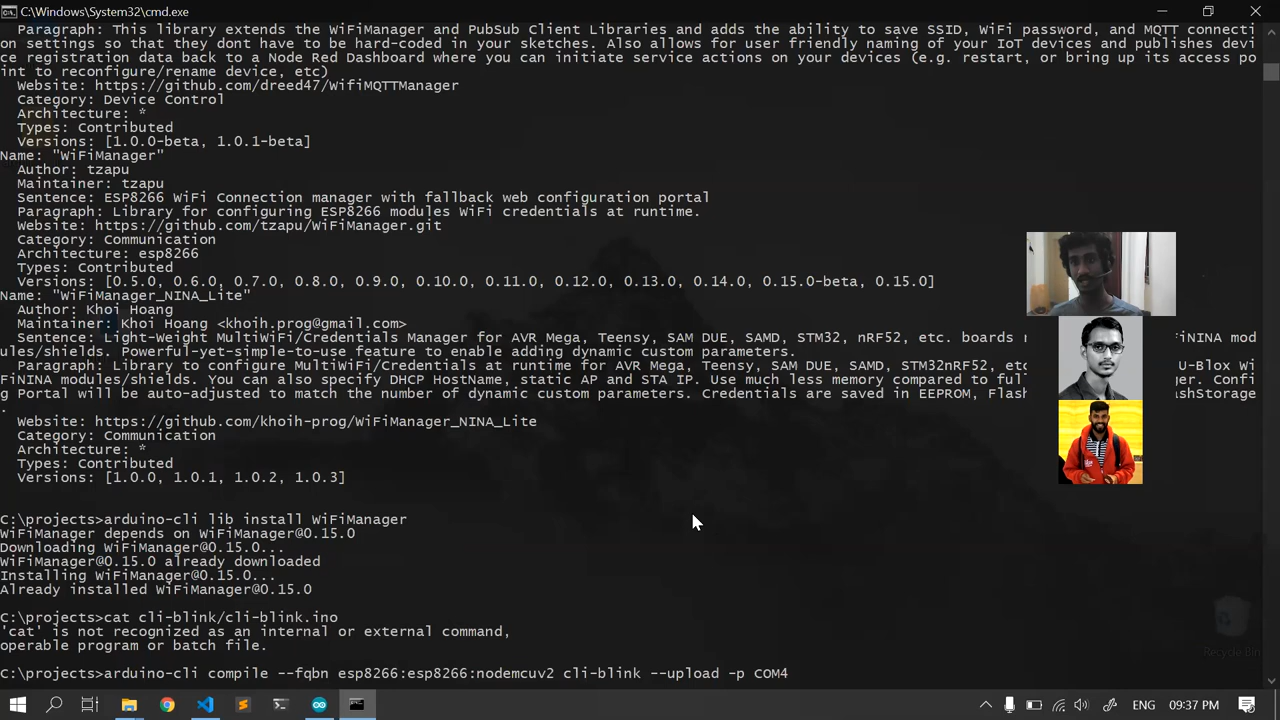 C:\Windows\System32\cmd.exe
Paragraph: This library extends the WiFiManager and PubSub Client Libraries and adds the ability to save SSID, WiFi password, and MQTT connecti
on settings so that they dont have to be hard-coded in your sketches. Also allows for user friendly naming of your IoT devices and publishes devi
ce registration data back to a Node Red Dashboard where you can initiate service actions on your devices (e.g. restart, or bring up its access po
int to reconfigure/rename device, etc)
Website: https://github.com/dreed47/WifiMQTTManager
Category: Device Control
Architecture: *
Types: Contributed
Versions: [1.0.0-beta, 1.0.1-beta]
Name: "WiFiManager"
Author: tzapu
Maintainer: tzapu
Sentence: ESP8266 WiFi Connection manager with fallback web configuration portal
Paragraph: Library for configuring ESP8266 modules WiFi credentials at runtime.
Website: https://github.com/tzapu/WiFiManager.git
Category: Communication
Architecture: esp8266
Types: Contributed
Versions: [0.5.0, 0.6.0, 0.7.0, 0.8.0, 0.9.0, 0.10.0, 0.11.0, 0.12.0, 0.13.0, 0.14.0, 0.15.0-beta, 0.15.0]
Name: "WiFiManager_NINA_Lite"
Author: Khoi Hoang
Maintainer: Khoi Hoang <khoih.prog@gmail.com>
Sentence: Light-Weight MultiWiFi/Credentials Manager for AVR Mega, Teensy, SAM DUE, SAMD, STM32, nRF52, etc. boards FiNINA mod
ules/shields. Powerful-yet-simple-to-use feature to enable adding dynamic custom parameters.
Paragraph: Library to configure MultiWiFi/Credentials at runtime for AVR Mega, Teensy, SAM DUE, SAMD, STM32nRF52, etc U-Blox Wi
FiNINA modules/shields. You can also specify DHCP HostName, static AP and STA IP. Use much less memory compared to full ger. Confi
g Portal will be auto-adjusted to match the number of dynamic custom parameters. Credentials are saved in EEPROM, Flash ashStorage
.
Website: https://github.com/khoih-prog/WiFiManager_NINA_Lite
Category: Communication
Architecture: *
Types: Contributed
Versions: [1.0.0, 1.0.1, 1.0.2, 1.0.3]
C:\projects>arduino-cli lib install WiFiManager
WiFiManager depends on WiFiManager@0.15.0
Downloading WiFiManager@0.15.0...
WiFiManager@0.15.0 already downloaded
Installing WiFiManager@0.15.0...
Already installed WiFiManager@0.15.0
C:\projects>cat cli-blink/cli-blink.ino
'cat' is not recognized as an internal or external command,
operable program or batch file.
Recycle Bin
C:\projects>arduino-cli compile --fqbn esp8266:esp8266:nodemcuv2 cli-blink --upload -p COM4
ENG 09:37 PM